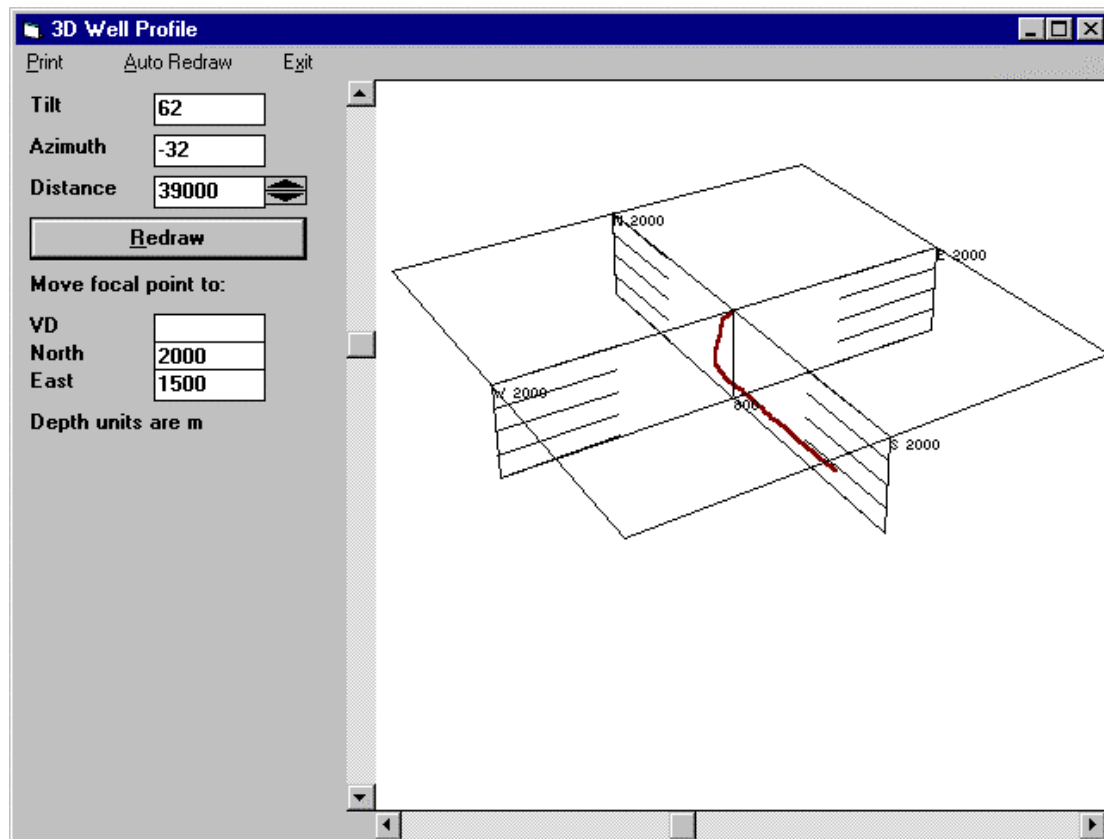 3D Well Profile
Print Auto Redraw Exit
Tilt 62
Azimuth -32
Distance 39000
Redraw
Move focal point to:
VD
North 2000
East 1500
Depth units are m
N 2000
E 2000
W 2000
S 2000